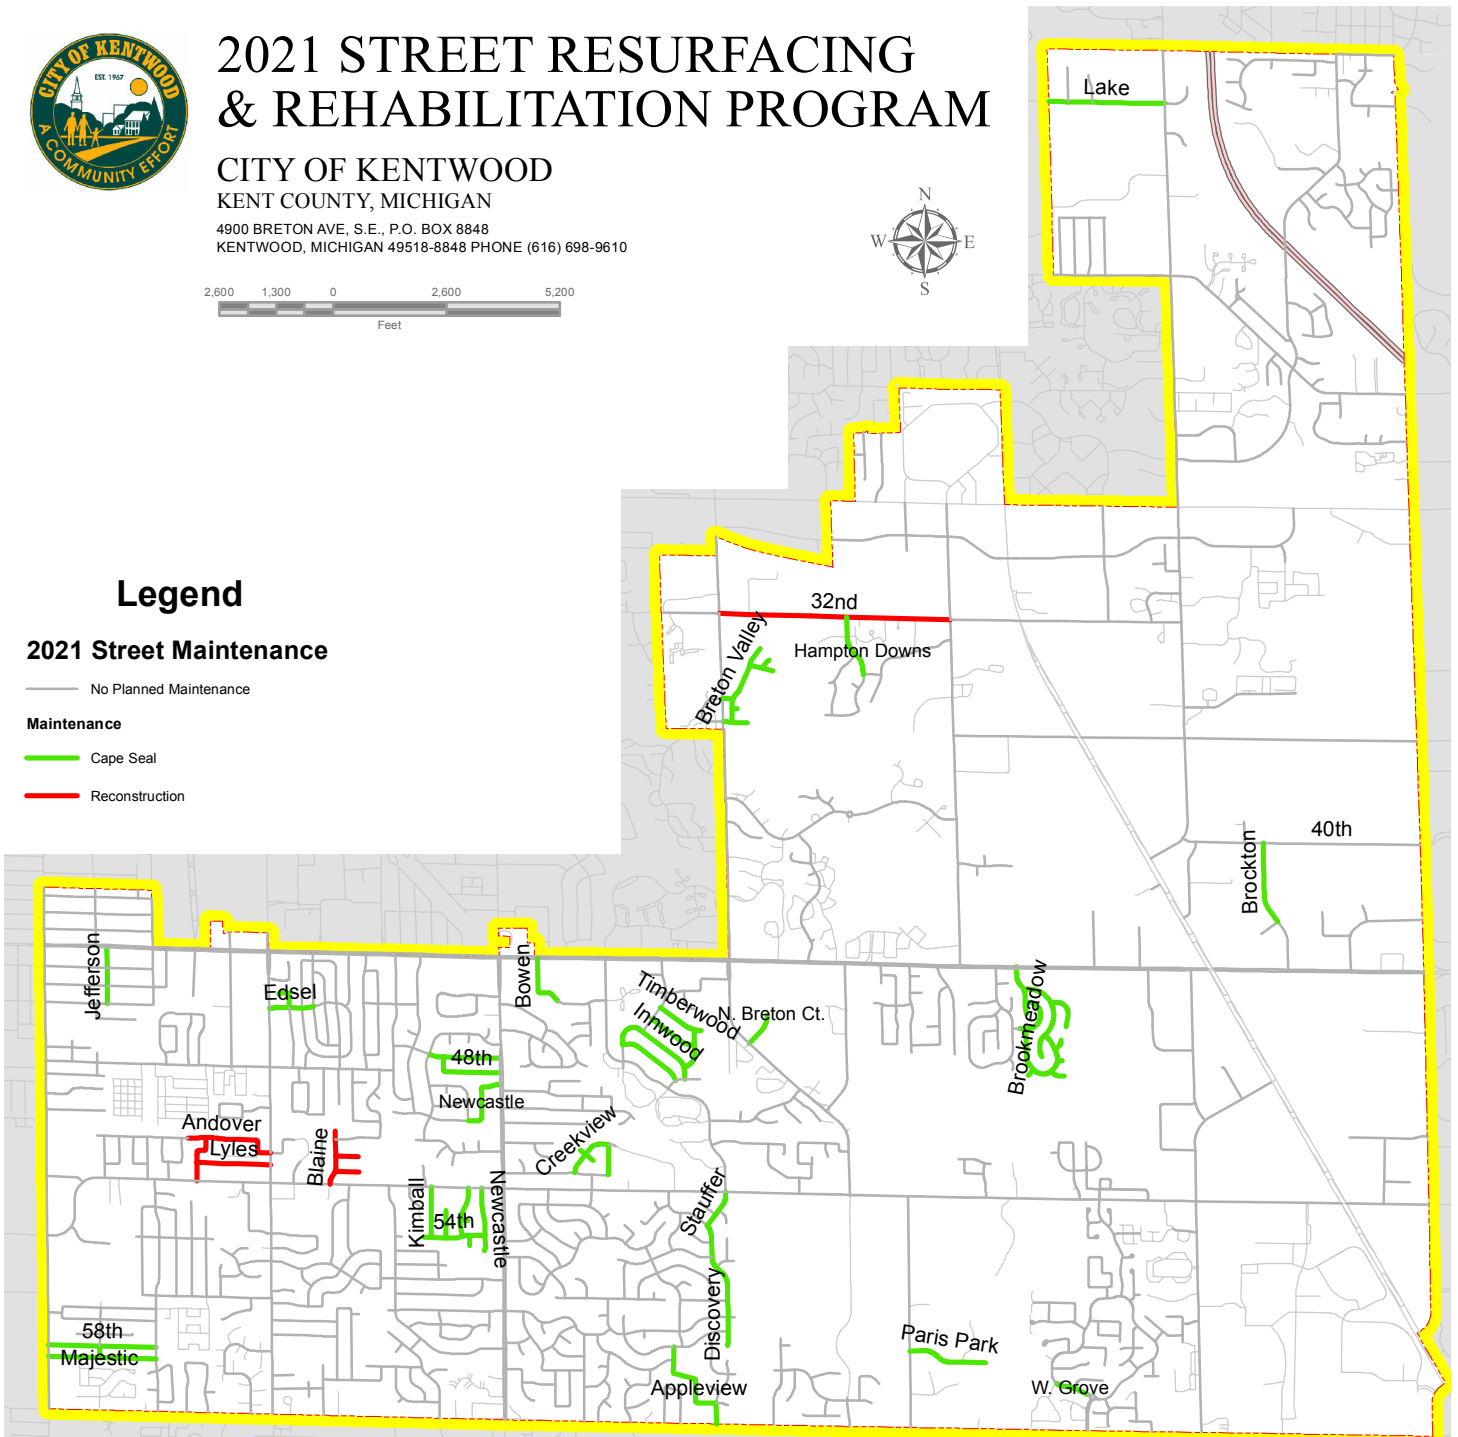 CITY OF KENTWOOD
EST. 1967
A COMMUNITY EFFORT
2021 STREET RESURFACING
& REHABILITATION PROGRAM
CITY OF KENTWOOD
KENT COUNTY, MICHIGAN
4900 BRETON AVE, S.E., P.O. BOX 8848
KENTWOOD, MICHIGAN 49518-8848 PHONE (616) 698-9610
N
W
E
S
2,600 1,300 0 2,600 5,200
Feet
Lake
Legend
2021 Street Maintenance
No Planned Maintenance
Maintenance
Cape Seal
Reconstruction
32nd
Hampton Downs
Breton Valley
40th
Brockton
Jefferson
Edsel
Bowen
Timberwood
Innwood
N. Breton Ct.
Brookmeadow
48th
Newcastle
Andover
Lyles
Blaine
Creekview
Kimball
54th
Newcastle
Stauffer
Discovery
58th
Majestic
Appleview
Paris Park
W. Grove